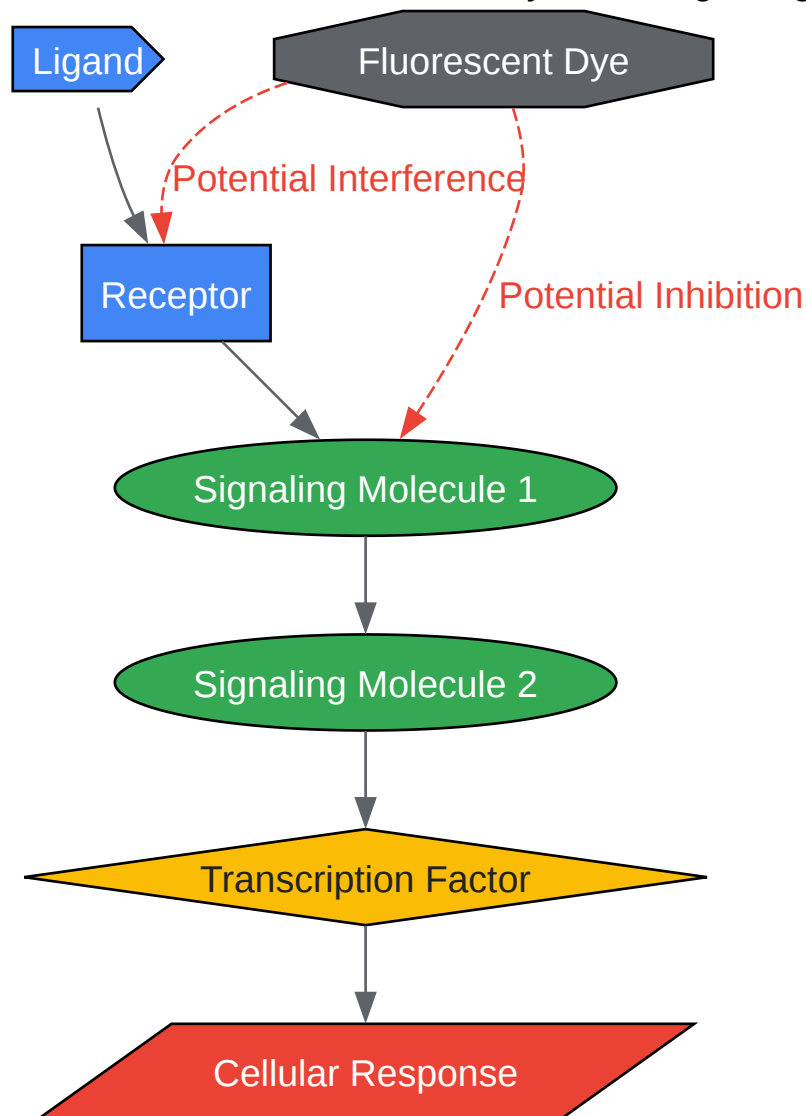 Ligand
Fluorescent Dye
Potential Interference
Receptor
Potential Inhibition
Signaling Molecule 1
Signaling Molecule 2
Transcription Factor
Cellular Response